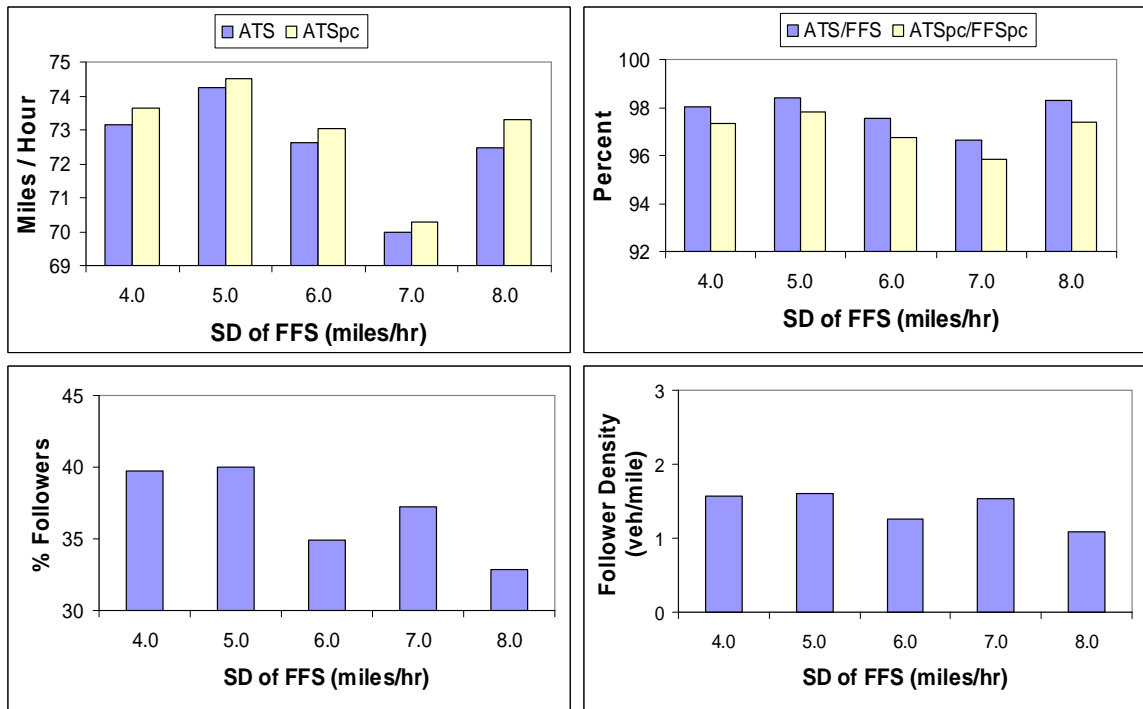 ATS ATSpc
Miles / Hour
75
74
73
72
71
70
69
4.0 5.0 6.0 7.0 8.0
SD of FFS (miles/hr)
ATS/FFS ATSpc/FFSpc
Percent
100
98
96
94
92
4.0 5.0 6.0 7.0 8.0
SD of FFS (miles/hr)
% Followers
45
40
35
30
4.0 5.0 6.0 7.0 8.0
SD of FFS (miles/hr)
Follower Density
(veh/mile)
3
2
1
0
4.0 5.0 6.0 7.0 8.0
SD of FFS (miles/hr)